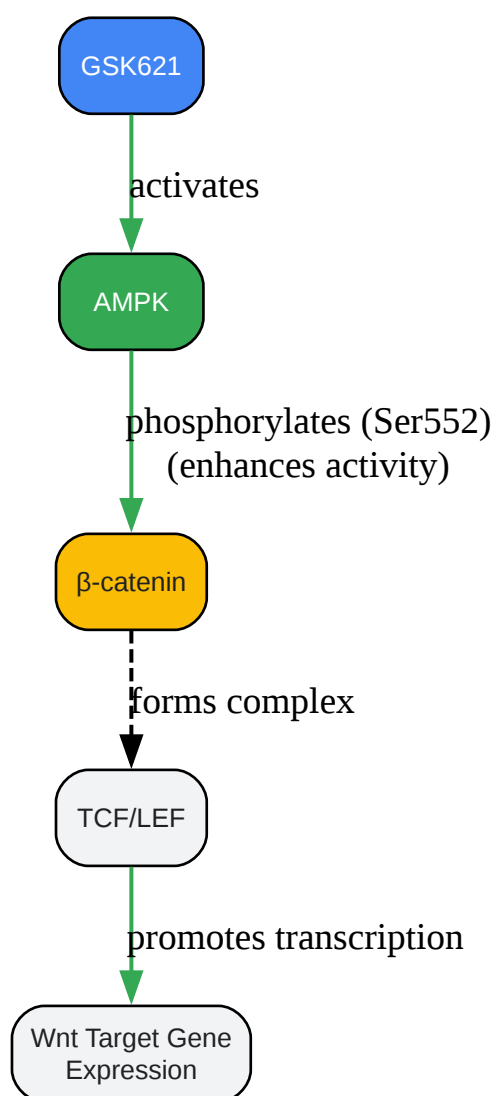 GSK621
activates
AMPK
phosphorylates (Ser552)
(enhances activity)
β-catenin
forms complex
TCF/LEF
promotes transcription
Wnt Target Gene
Expression